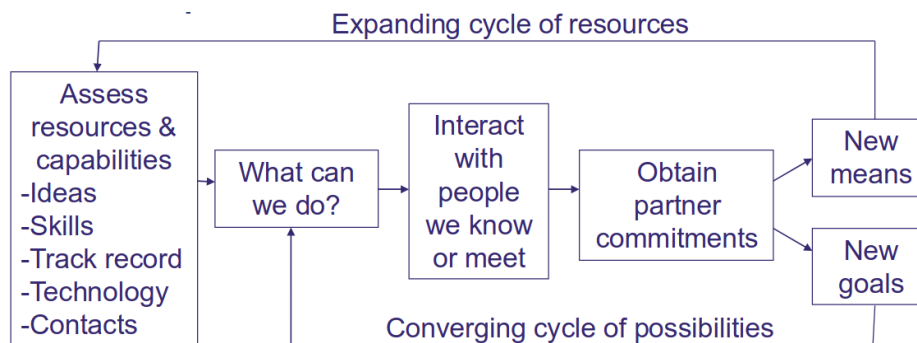 Expanding cycle of resources
Assess
resources &
capabilities
-Ideas
-Skills
-Track record
-Technology
-Contacts
What can
we do?
Interact
with
people
we know
or meet
Obtain
partner
commitments
New
means
New
goals
Converging cycle of possibilities